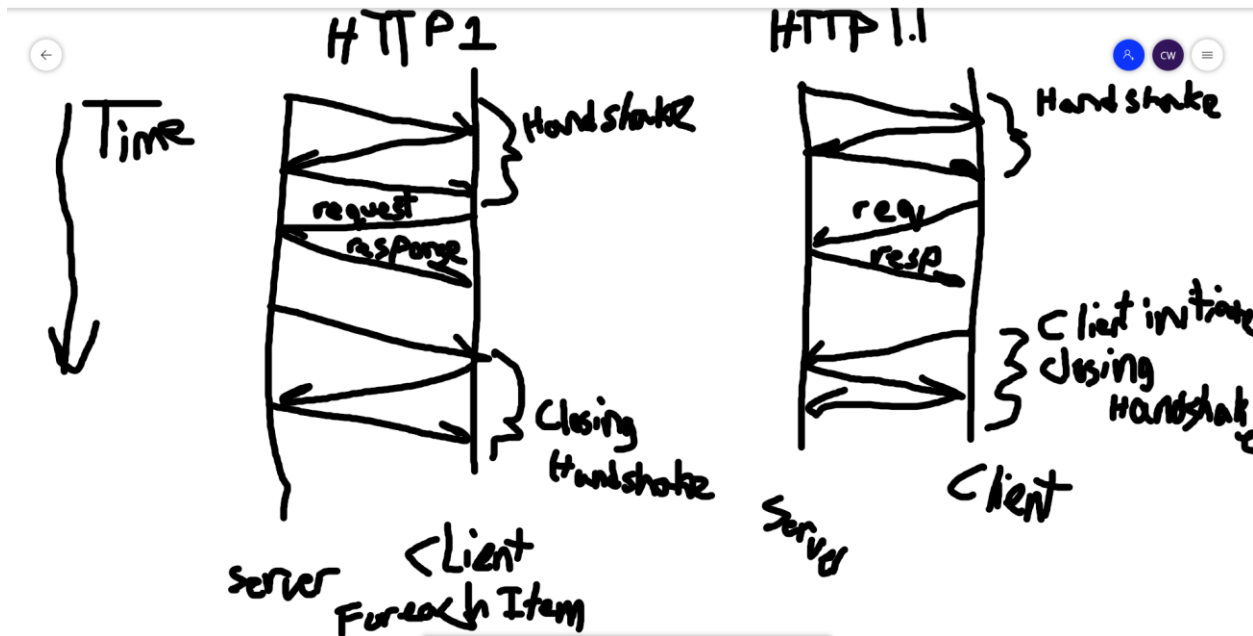 HTTP1
HTTP1.1
CW
Time
Handshake
Handshake
request
response
req
resp
Client initiate
closing
Handshake
Closing
Handshake
Client
Server
Client
server
Foreach Item